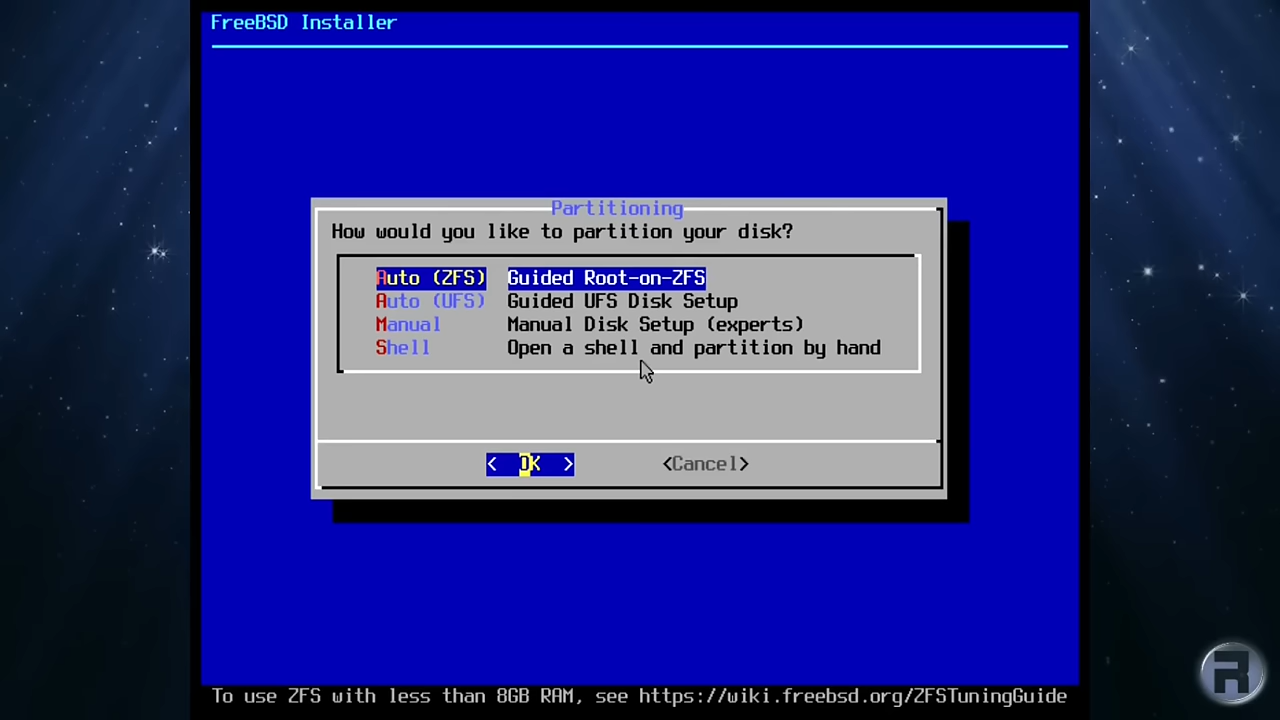 FreeBSD Installer
Partitioning
How would you like to partition your disk?
Auto (ZFS) Guided Root-on-ZFS
Auto (UFS) Guided UFS Disk Setup
Manual Manual Disk Setup (experts)
Shell Open a shell and partition by hand
< OK > <Cancel>
To use ZFS with less than 8GB RAM, see https://wiki.freebsd.org/ZFSTuningGuide
R